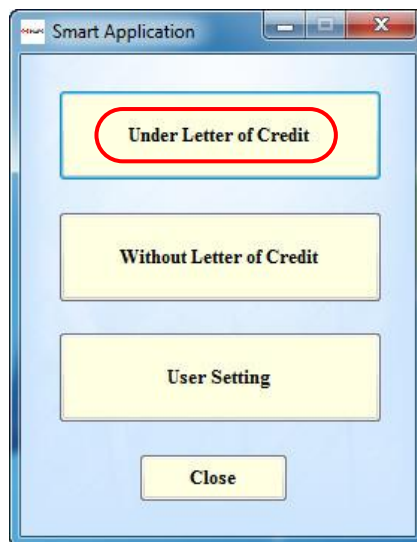 Smart Application
Under Letter of Credit
Without Letter of Credit
User Setting
Close